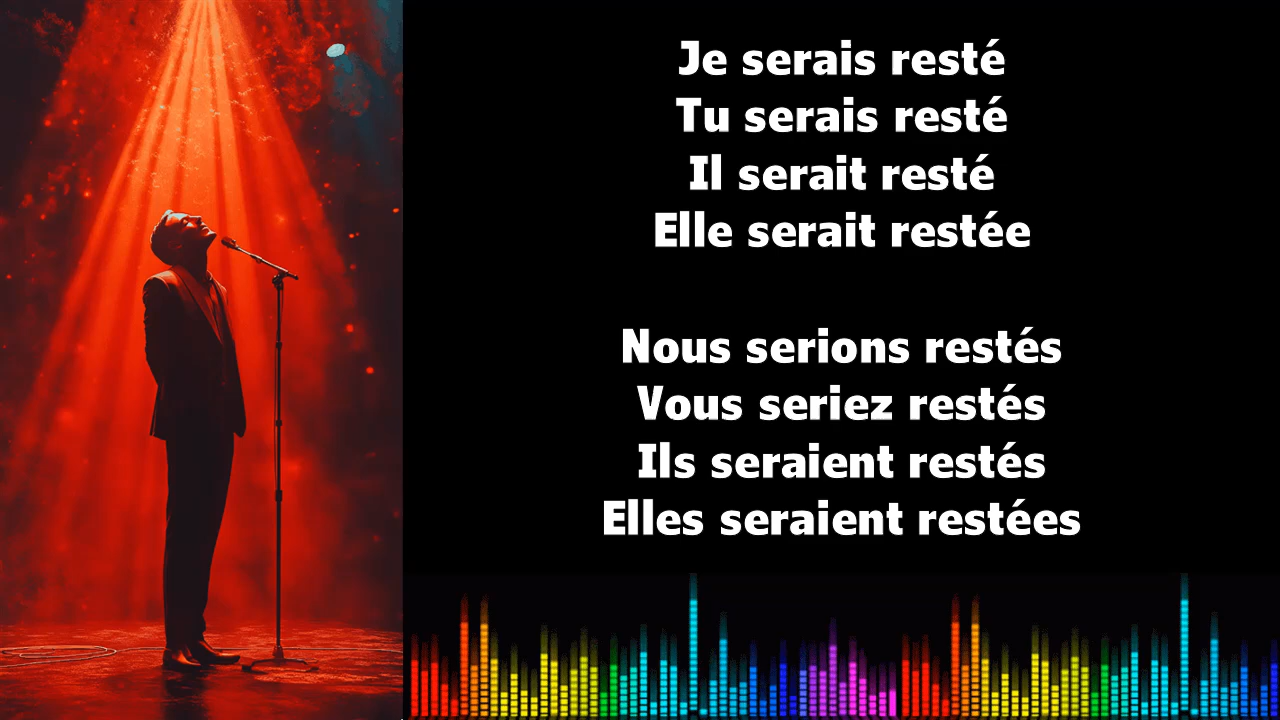 Je serais resté
Tu serais resté
Il serait resté
Elle serait restée
Nous serions restés
Vous seriez restés
Ils seraient restés
Elles seraient restées